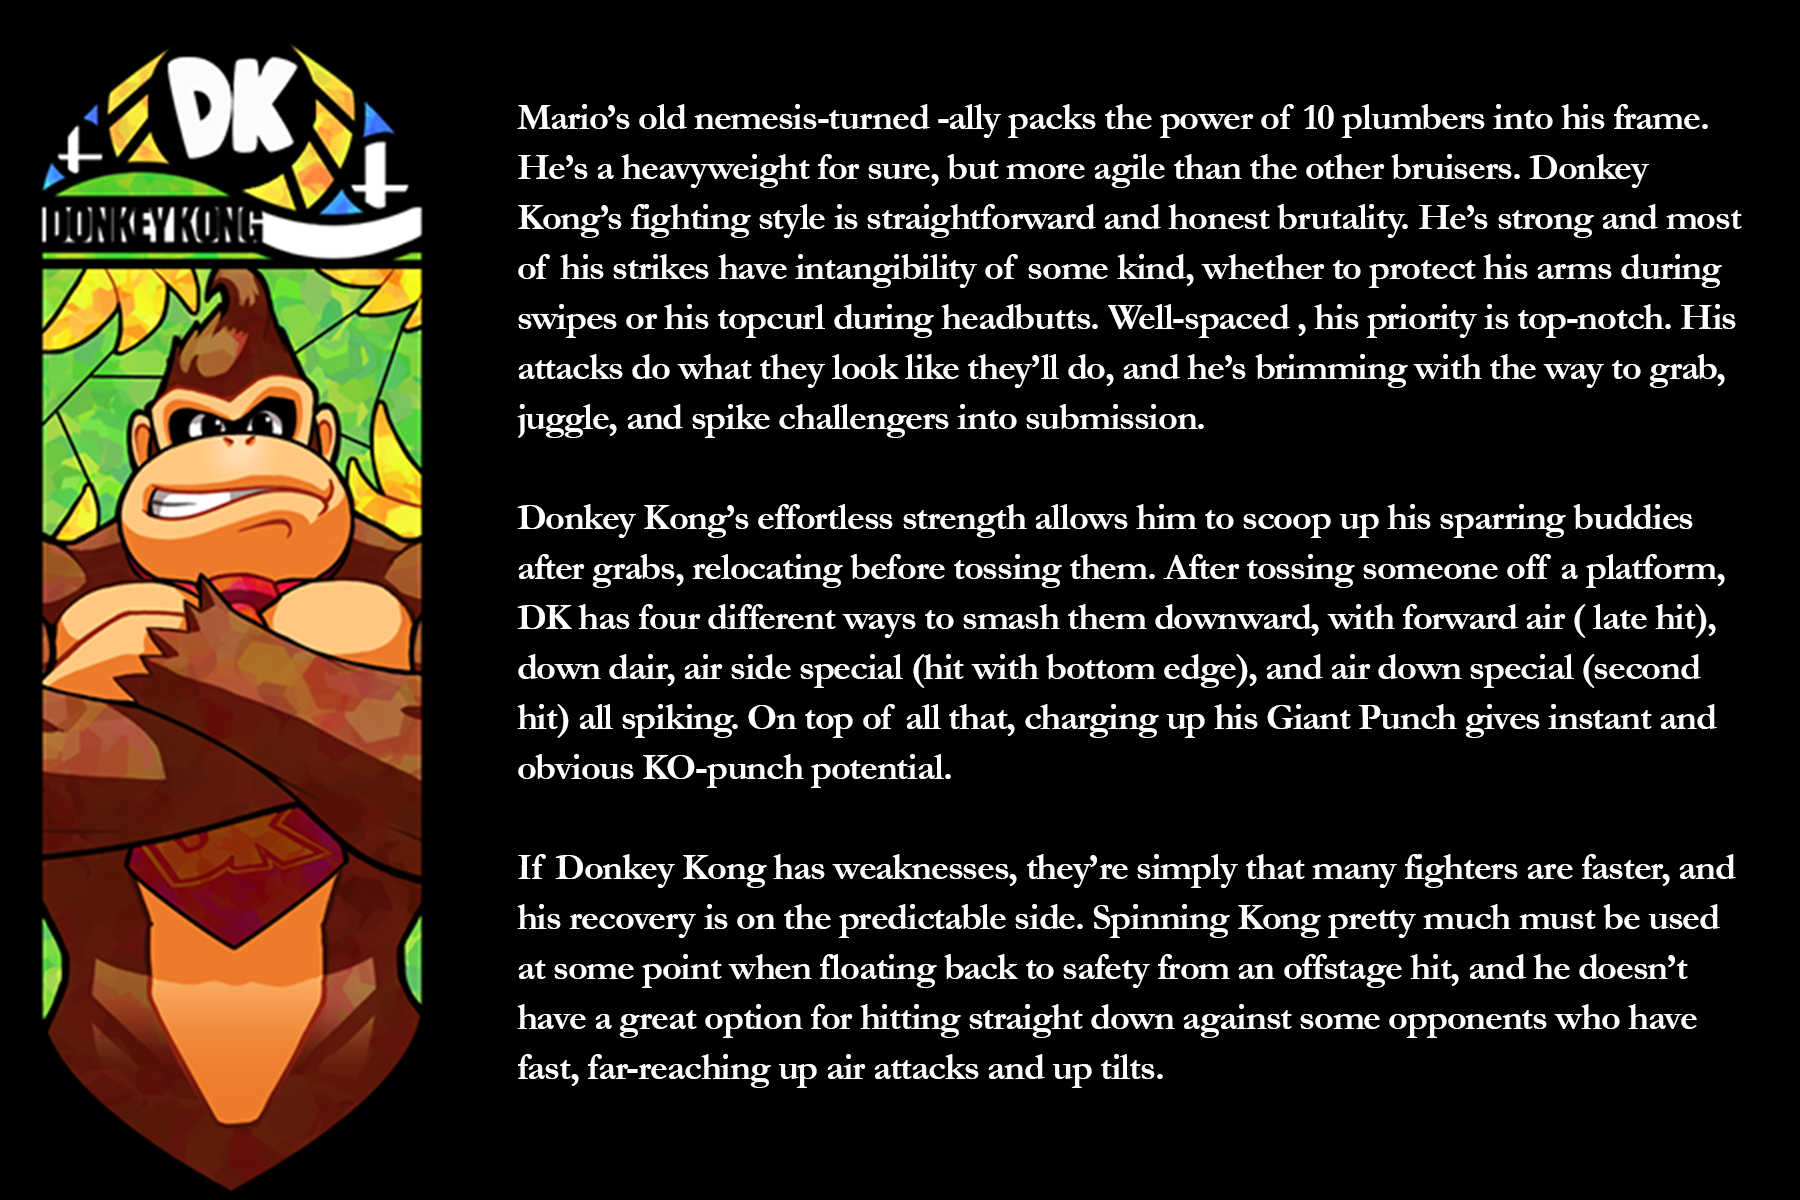 DK
DONKEY KONG
Mario’s old nemesis-turned -ally packs the power of 10 plumbers into his frame.
He’s a heavyweight for sure, but more agile than the other bruisers. Donkey
Kong’s fighting style is straightforward and honest brutality. He’s strong and most
of his strikes have intangibility of some kind, whether to protect his arms during
swipes or his topcurl during headbutts. Well-spaced , his priority is top-notch. His
attacks do what they look like they’ll do, and he’s brimming with the way to grab,
juggle, and spike challengers into submission.
Donkey Kong’s effortless strength allows him to scoop up his sparring buddies
after grabs, relocating before tossing them. After tossing someone off a platform,
DK has four different ways to smash them downward, with forward air ( late hit),
down dair, air side special (hit with bottom edge), and air down special (second
hit) all spiking. On top of all that, charging up his Giant Punch gives instant and
obvious KO-punch potential.
If Donkey Kong has weaknesses, they’re simply that many fighters are faster, and
his recovery is on the predictable side. Spinning Kong pretty much must be used
at some point when floating back to safety from an offstage hit, and he doesn’t
have a great option for hitting straight down against some opponents who have
fast, far-reaching up air attacks and up tilts.
DK